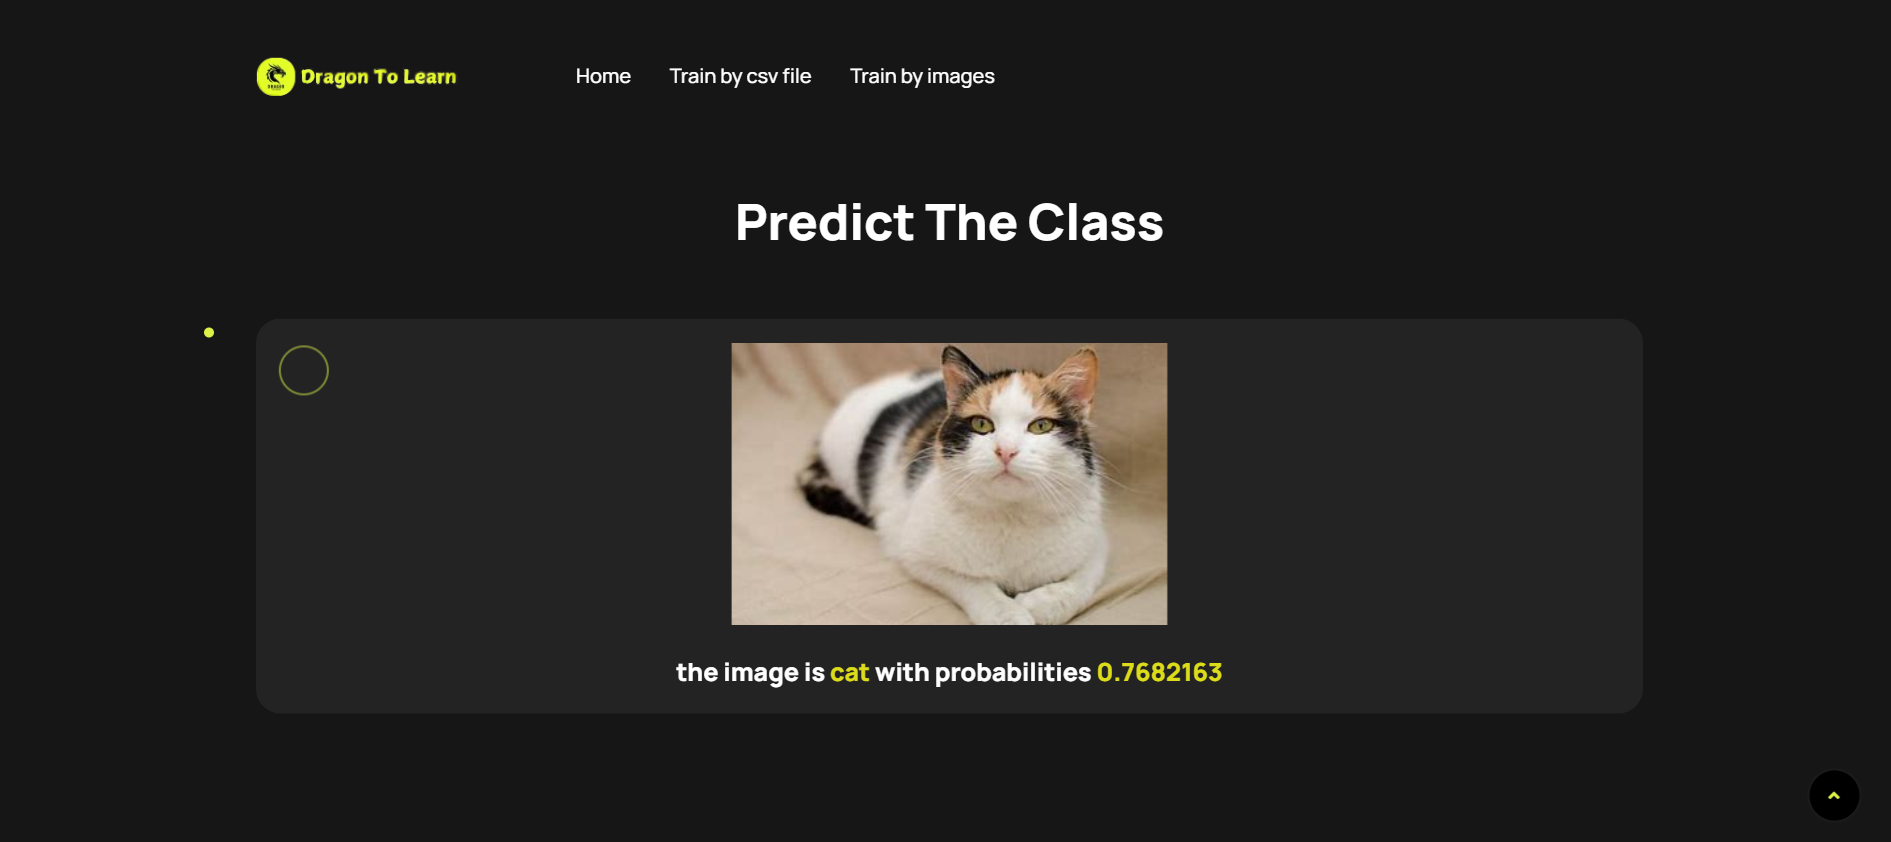 Dragon To Learn
Home
Train by csv file
Train by images
Predict The Class
the image is cat with probabilities 0.7682163